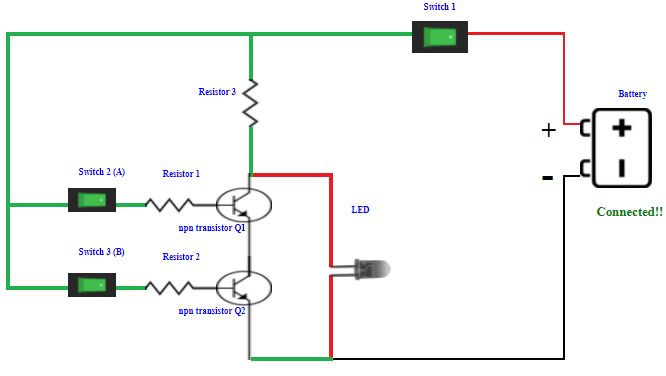 Switch 1
Resistor 3
Battery
+
-
Connected!!
Switch 2 (A)
Resistor 1
npn transistor Q1
LED
Switch 3 (B)
Resistor 2
npn transistor Q2